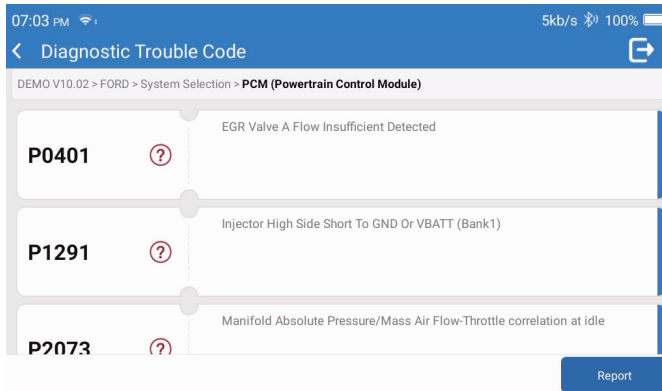 07:03 PM
5kb/s 100%
Diagnostic Trouble Code
DEMO V10.02 > FORD > System Selection > PCM (Powertrain Control Module)
EGR Valve A Flow Insufficient Detected
P0401 ?
Injector High Side Short To GND Or VBATT (Bank1)
P1291 ?
Manifold Absolute Pressure/Mass Air Flow-Throttle correlation at idle
P2073 ?
Report